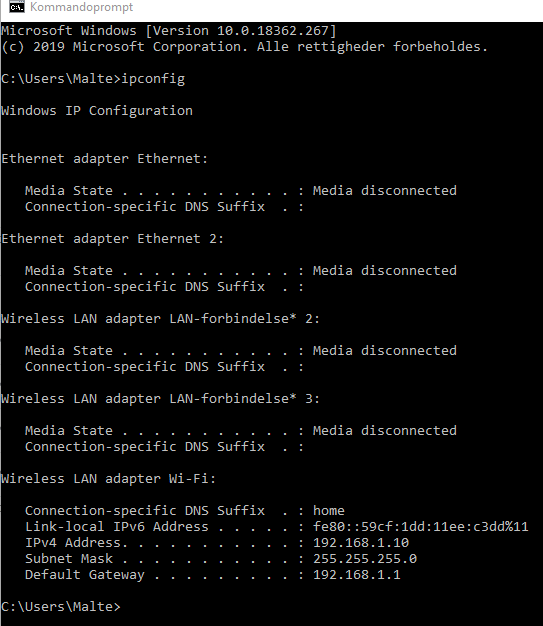 Kommandoprompt
Microsoft Windows [Version 10.0.18362.267]
(c) 2019 Microsoft Corporation. Alle rettigheder forbeholdes.
C:\Users\Malte>ipconfig
Windows IP Configuration
Ethernet adapter Ethernet:
Media State . . . . . . . . . . . : Media disconnected
Connection-specific DNS Suffix  . :
Ethernet adapter Ethernet 2:
Media State . . . . . . . . . . . : Media disconnected
Connection-specific DNS Suffix  . :
Wireless LAN adapter LAN-forbindelse* 2:
Media State . . . . . . . . . . . : Media disconnected
Connection-specific DNS Suffix  . :
Wireless LAN adapter LAN-forbindelse* 3:
Media State . . . . . . . . . . . : Media disconnected
Connection-specific DNS Suffix  . :
Wireless LAN adapter Wi-Fi:
Connection-specific DNS Suffix  . : home
Link-local IPv6 Address . . . . . : fe80::59cf:1dd:11ee:c3dd%11
IPv4 Address. . . . . . . . . . . : 192.168.1.10
Subnet Mask . . . . . . . . . . . : 255.255.255.0
Default Gateway . . . . . . . . . : 192.168.1.1
C:\Users\Malte>